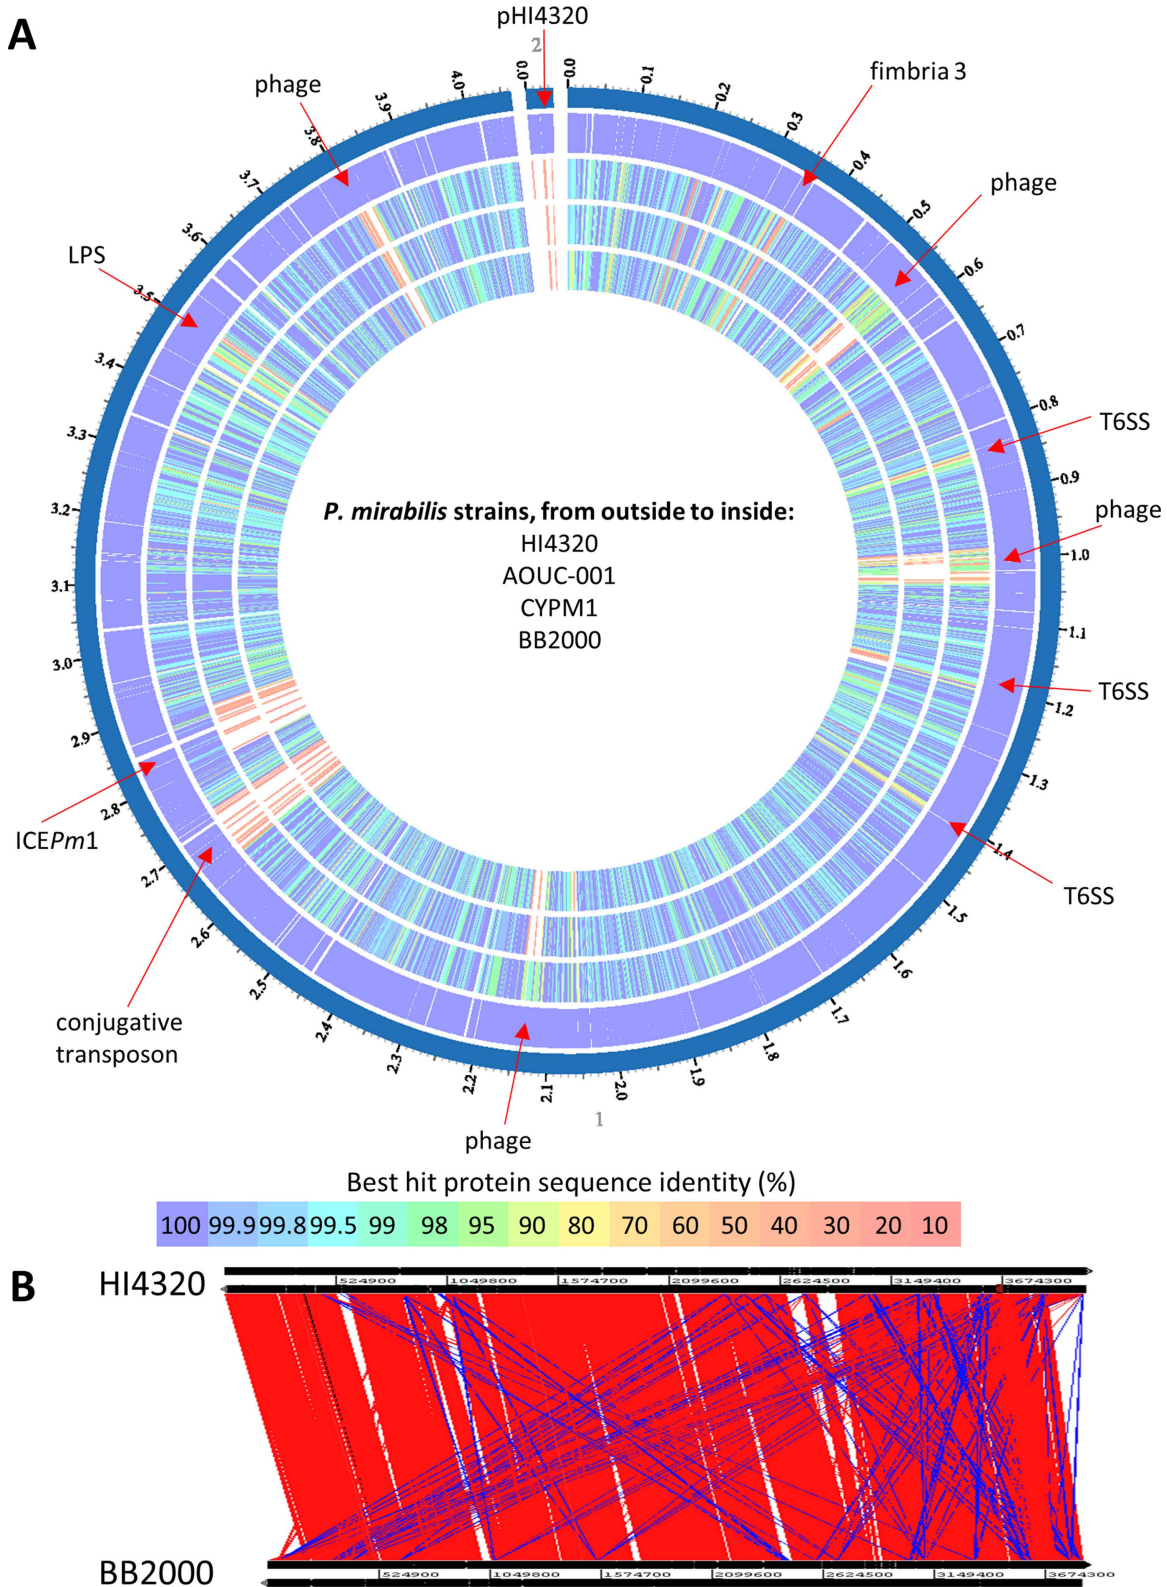 A
pHI4320
2
phage
fimbria 3
phage
LPS
T6SS
phage
T6SS
T6SS
ICEPm1
conjugative
transposon
phage
1
0.0
0.0
0.1
0.2
0.3
0.4
0.5
0.6
0.7
0.8
0.9
1.0
1.1
1.2
1.3
1.4
1.5
1.6
1.7
1.8
1.9
2.0
2.1
2.2
2.3
2.4
2.5
2.6
2.7
2.8
2.9
3.0
3.1
3.2
3.3
3.4
3.5
3.6
3.7
3.8
3.9
4.0
P. mirabilis strains, from outside to inside:
HI4320
AOUC-001
CYPM1
BB2000
Best hit protein sequence identity (%)
100 99.9 99.8 99.5 99 98 95 90 80 70 60 50 40 30 20 10
B
HI4320
524900 1049800 1574700 2099600 2624500 3149400 3674300
BB2000
524900 1049800 1574700 2099600 2624500 3149400 3674300